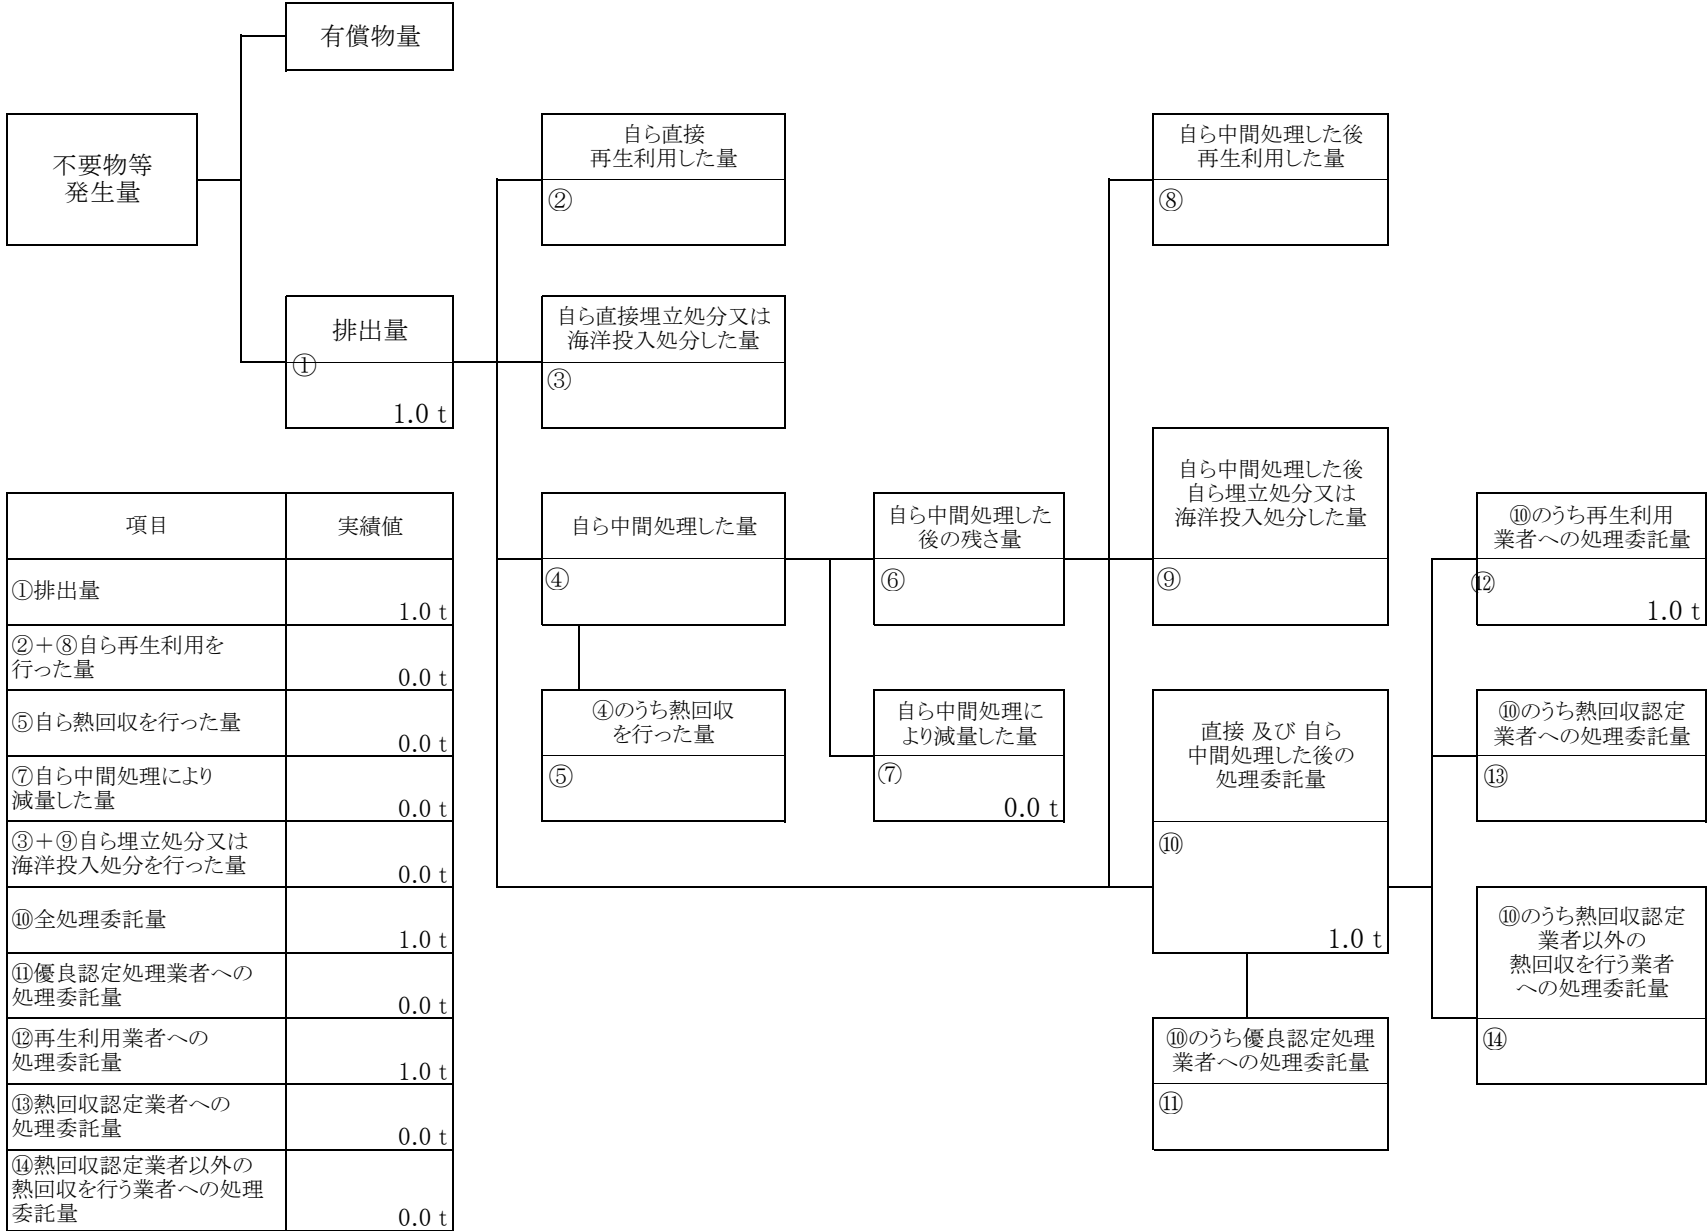 有償物量
不要物等
発生量
排出量
①
1.0 t
自ら直接
再生利用した量
②
自ら直接埋立処分又は
海洋投入処分した量
③
自ら中間処理した量
④
④のうち熱回収
を行った量
⑤
自ら中間処理した
後の残さ量
⑥
自ら中間処理に
より減量した量
⑦
0.0 t
自ら中間処理した後
再生利用した量
⑧
自ら中間処理した後
自ら埋立処分又は
海洋投入処分した量
⑨
直接 及び 自ら
中間処理した後の
処理委託量
⑩
1.0 t
⑩のうち優良認定処理
業者への処理委託量
⑪
⑩のうち再生利用
業者への処理委託量
⑫
1.0 t
⑩のうち熱回収認定
業者への処理委託量
⑬
⑩のうち熱回収認定
業者以外の
熱回収を行う業者
への処理委託量
⑭
項目 実績値
①排出量
1.0 t
②＋⑧自ら再生利用を
行った量
0.0 t
⑤自ら熱回収を行った量
0.0 t
⑦自ら中間処理により
減量した量
0.0 t
③＋⑨自ら埋立処分又は
海洋投入処分を行った量
0.0 t
⑩全処理委託量
1.0 t
⑪優良認定処理業者への
処理委託量
0.0 t
⑫再生利用業者への
処理委託量
1.0 t
⑬熱回収認定業者への
処理委託量
0.0 t
⑭熱回収認定業者以外の
熱回収を行う業者への処理
委託量
0.0 t